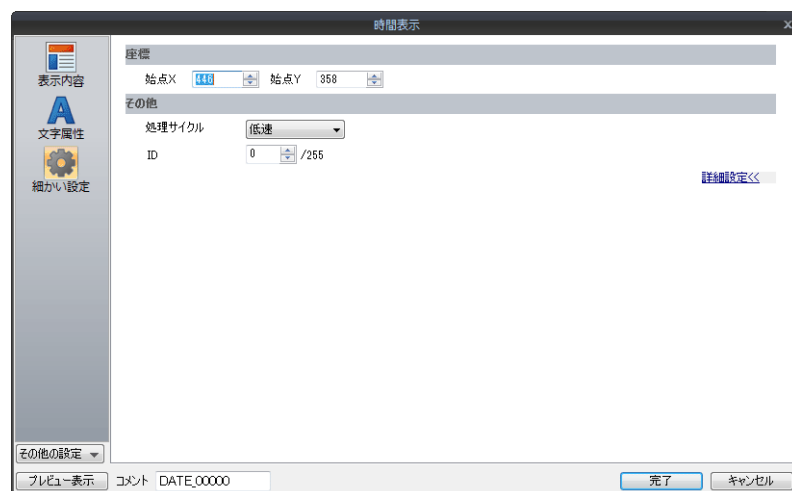 時間表示
表示内容
文字属性
細かい設定
座標
始点X 446 始点Y 358
その他
処理サイクル 低速
ID 0 /255
詳細設定<<
その他の設定
プレビュー表示 コメント DATE_00000 完了 キャンセル